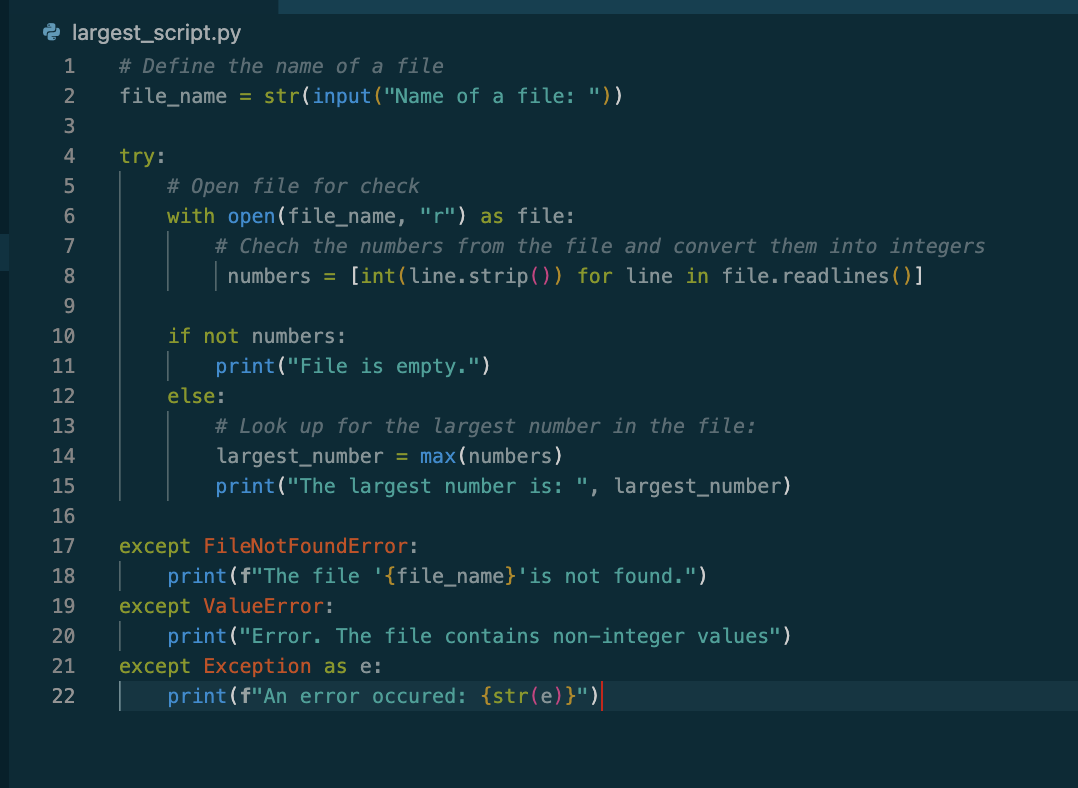 largest_script.py
1 # Define the name of a file
2 file_name = str(input("Name of a file: "))
3
4 try:
5     # Open file for check
6     with open(file_name, "r") as file:
7         # Chech the numbers from the file and convert them into integers
8         numbers = [int(line.strip()) for line in file.readlines()]
9
10     if not numbers:
11         print("File is empty.")
12     else:
13         # Look up for the largest number in the file:
14         largest_number = max(numbers)
15         print("The largest number is: ", largest_number)
16
17 except FileNotFoundError:
18     print(f"The file '{file_name}'is not found.")
19 except ValueError:
20     print("Error. The file contains non-integer values")
21 except Exception as e:
22     print(f"An error occured: {str(e)}")